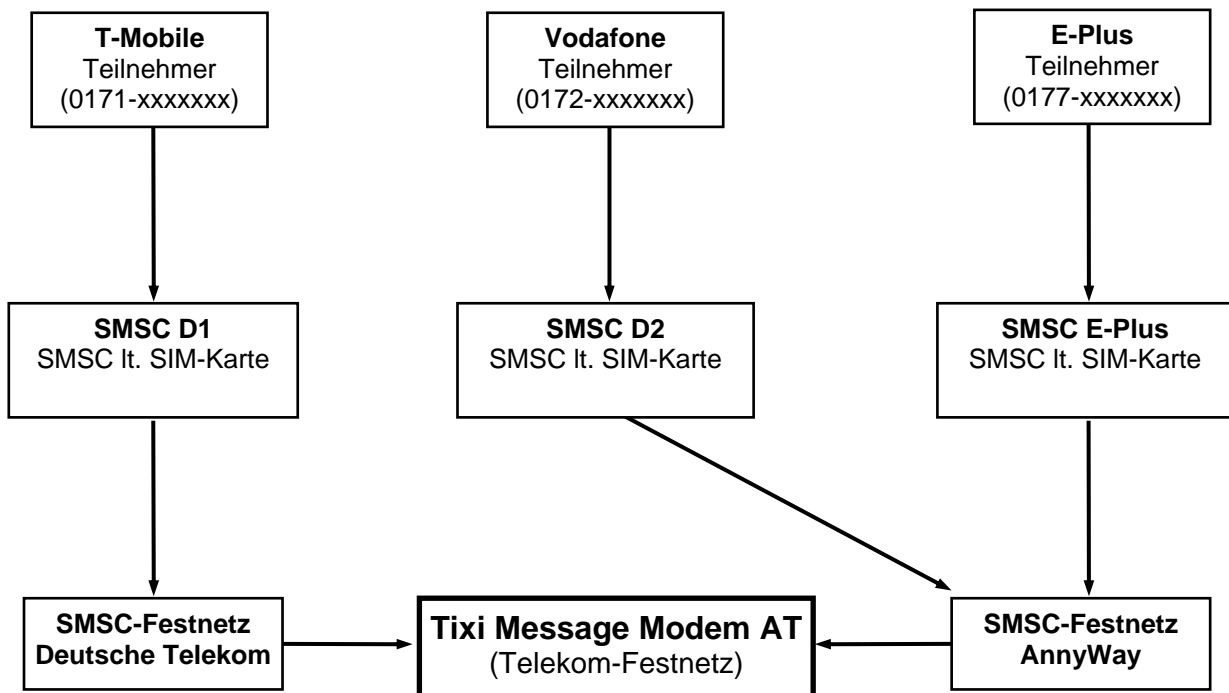 T-Mobile
Teilnehmer
(0171-xxxxxxx)
Vodafone
Teilnehmer
(0172-xxxxxxx)
E-Plus
Teilnehmer
(0177-xxxxxxx)
SMSC D1
SMSC lt. SIM-Karte
SMSC D2
SMSC lt. SIM-Karte
SMSC E-Plus
SMSC lt. SIM-Karte
SMSC-Festnetz
Deutsche Telekom
Tixi Message Modem AT
(Telekom-Festnetz)
SMSC-Festnetz
AnnyWay